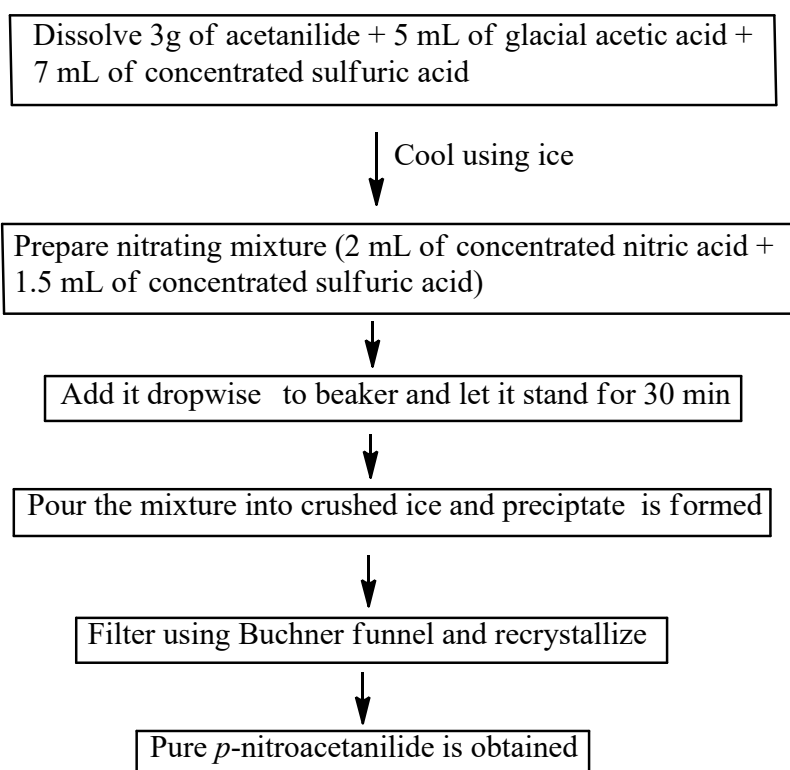 Dissolve 3g of acetanilide + 5 mL of glacial acetic acid +
7 mL of concentrated sulfuric acid
Cool using ice
Prepare nitrating mixture (2 mL of concentrated nitric acid +
1.5 mL of concentrated sulfuric acid)
Add it dropwise to beaker and let it stand for 30 min
Pour the mixture into crushed ice and preciptate is formed
Filter using Buchner funnel and recrystallize
Pure p-nitroacetanilide is obtained